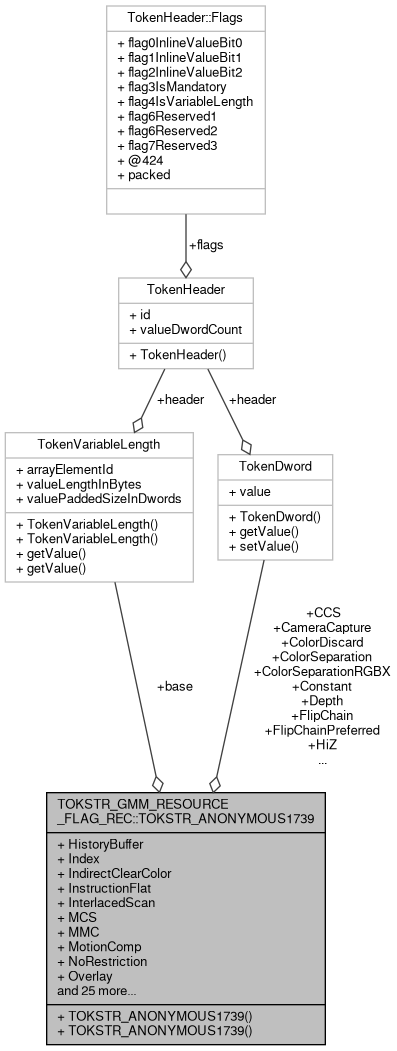 TokenHeader::Flags
+ flag0InlineValueBit0
+ flag1InlineValueBit1
+ flag2InlineValueBit2
+ flag3IsMandatory
+ flag4IsVariableLength
+ flag6Reserved1
+ flag6Reserved2
+ flag7Reserved3
+ @424
+ packed
+flags
TokenHeader
+ id
+ valueDwordCount
+ TokenHeader()
+header
+header
TokenVariableLength
+ arrayElementId
+ valueLengthInBytes
+ valuePaddedSizeInDwords
+ TokenVariableLength()
+ TokenVariableLength()
+ getValue()
+ getValue()
TokenDword
+ value
+ TokenDword()
+ getValue()
+ setValue()
+base
+CCS
+CameraCapture
+ColorDiscard
+ColorSeparation
+ColorSeparationRGBX
+Constant
+Depth
+FlipChain
+FlipChainPreferred
+HiZ
...
TOKSTR_GMM_RESOURCE
_FLAG_REC::TOKSTR_ANONYMOUS1739
+ HistoryBuffer
+ Index
+ IndirectClearColor
+ InstructionFlat
+ InterlacedScan
+ MCS
+ MMC
+ MotionComp
+ NoRestriction
+ Overlay
and 25 more...
+ TOKSTR_ANONYMOUS1739()
+ TOKSTR_ANONYMOUS1739()